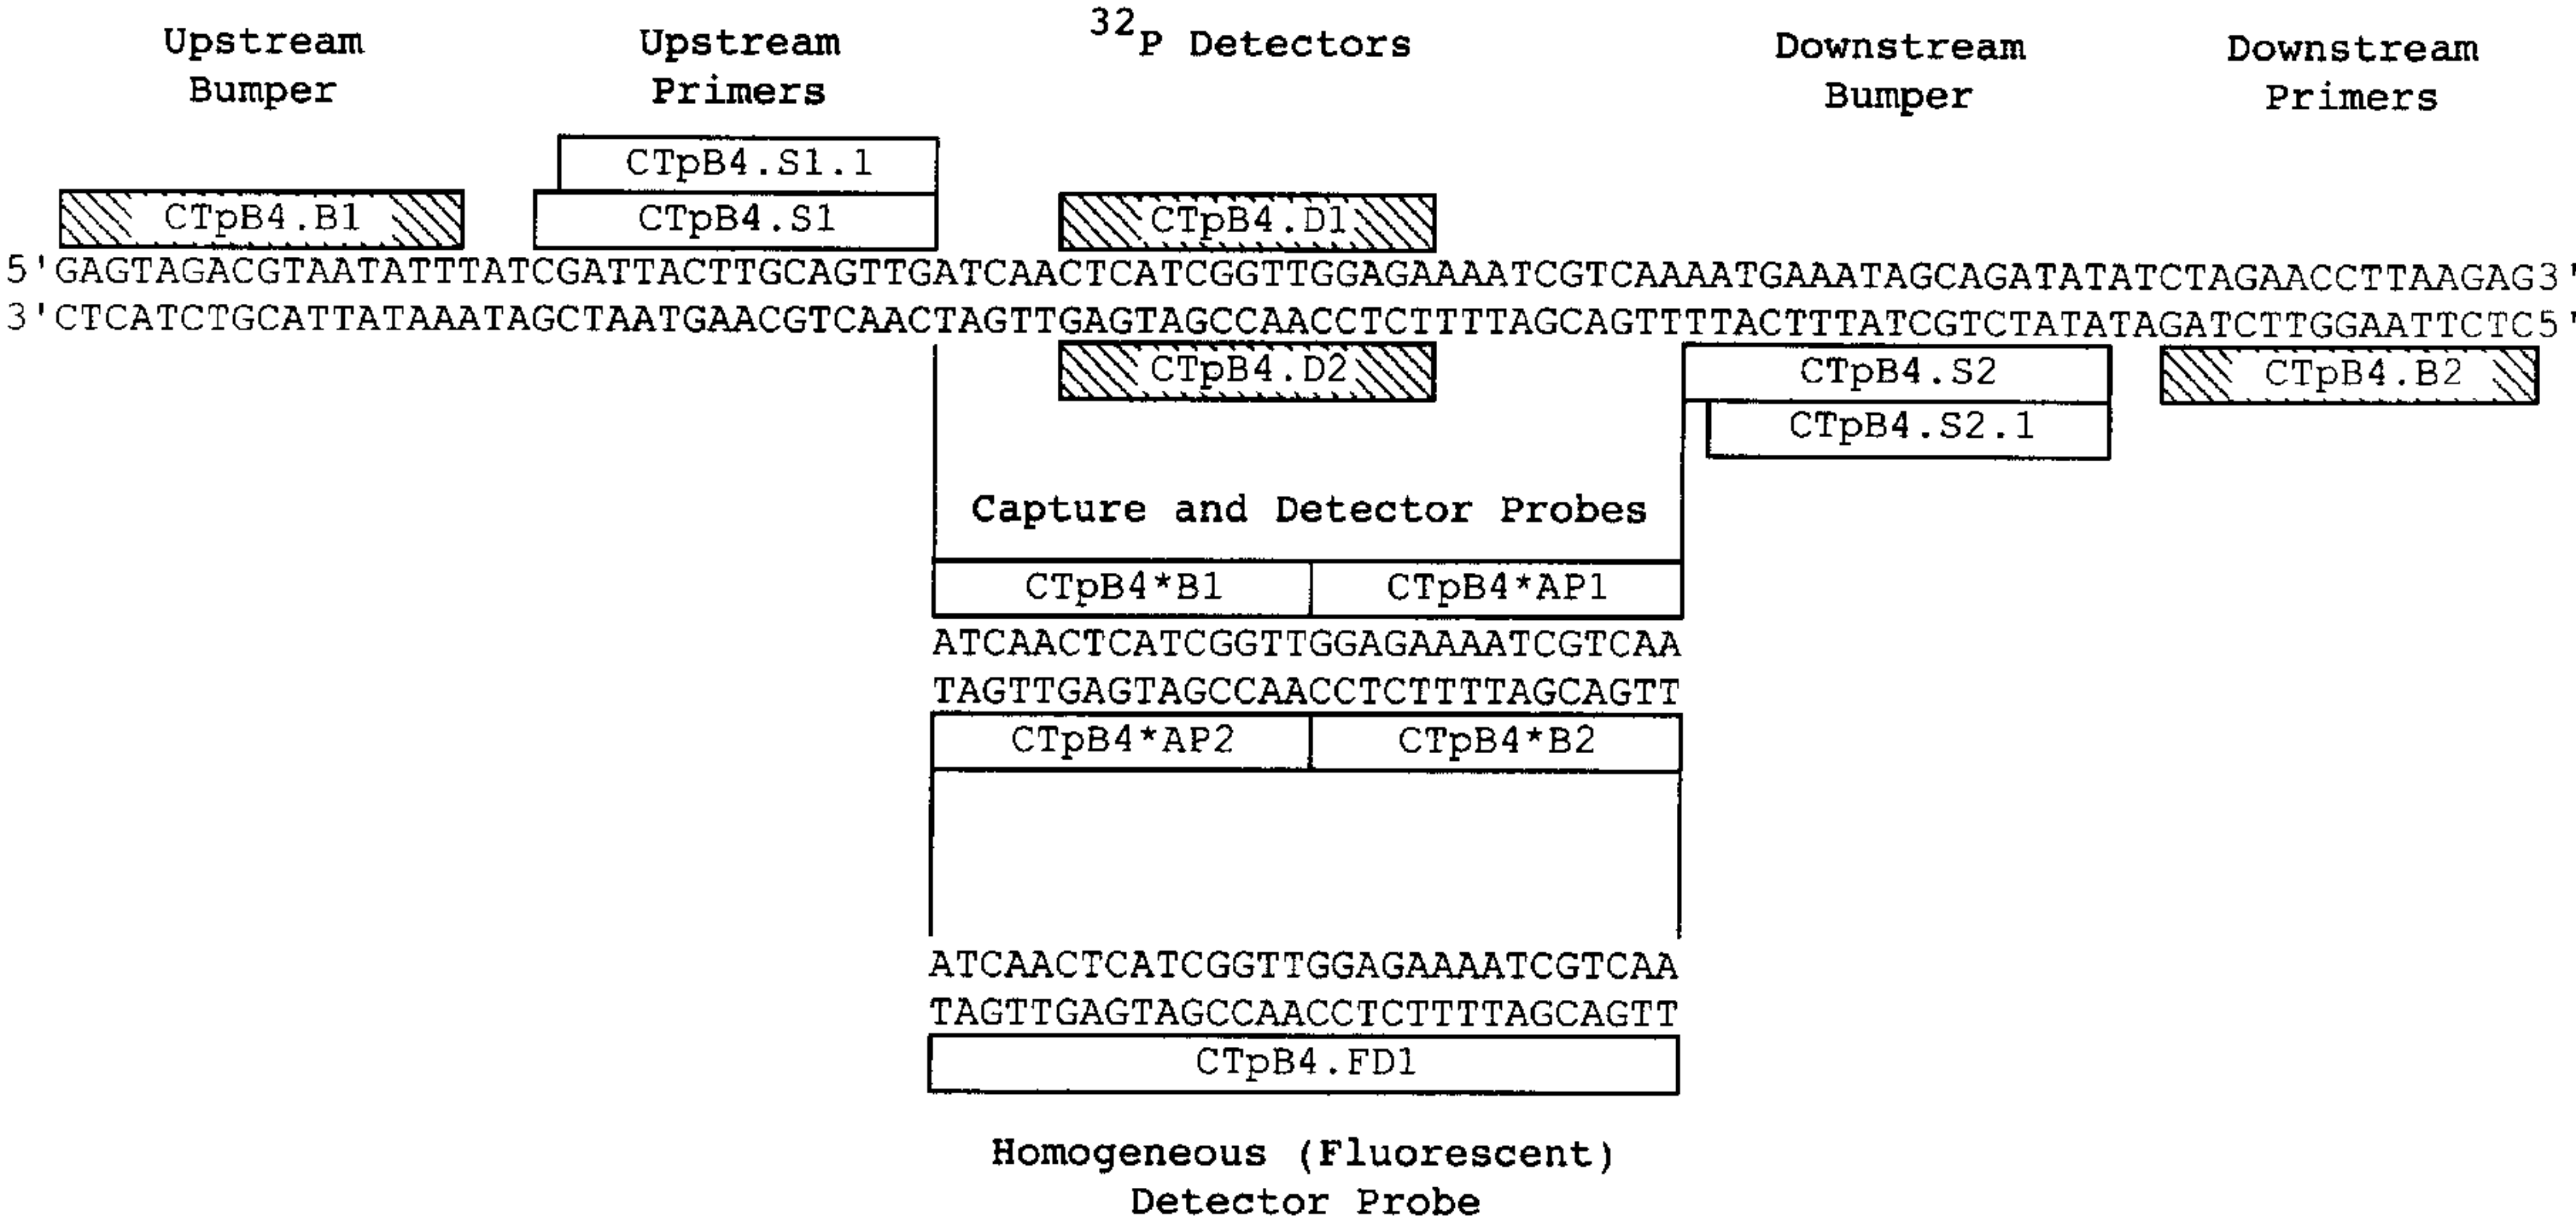 Upstream Bumper
Upstream Primers
32P Detectors
Downstream Bumper
Downstream Primers
CTpB4.S1.1
CTpB4.B1
CTpB4.S1
CTpB4.D1
5'GAGTAGACGTAATATTTATCGATTACTTGCAGTTGATCAACTCATCGGTTGGAGAAAATCGTCAAAATGAAATAGCAGATATATCTAGAACCTTAAGAG3'
3'CTCATCTGCATTATAAATAGCTAATGAACGTCAACTAGTTGAGTAGCCAACCTCTTTTAGCAGTTTTACTTTATCGTCTATATAGATCTTGGAATTCTC5'
CTpB4.D2
CTpB4.S2
CTpB4.B2
CTpB4.S2.1
Capture and Detector Probes
CTpB4*B1
CTpB4*AP1
ATCAACTCATCGGTTGGAGAAAATCGTCAA
TAGTTGAGTAGCCAACCTCTTTTAGCAGTT
CTpB4*AP2
CTpB4*B2
ATCAACTCATCGGTTGGAGAAAATCGTCAA
TAGTTGAGTAGCCAACCTCTTTTAGCAGTT
CTpB4.FD1
Homogeneous (Fluorescent)
Detector Probe